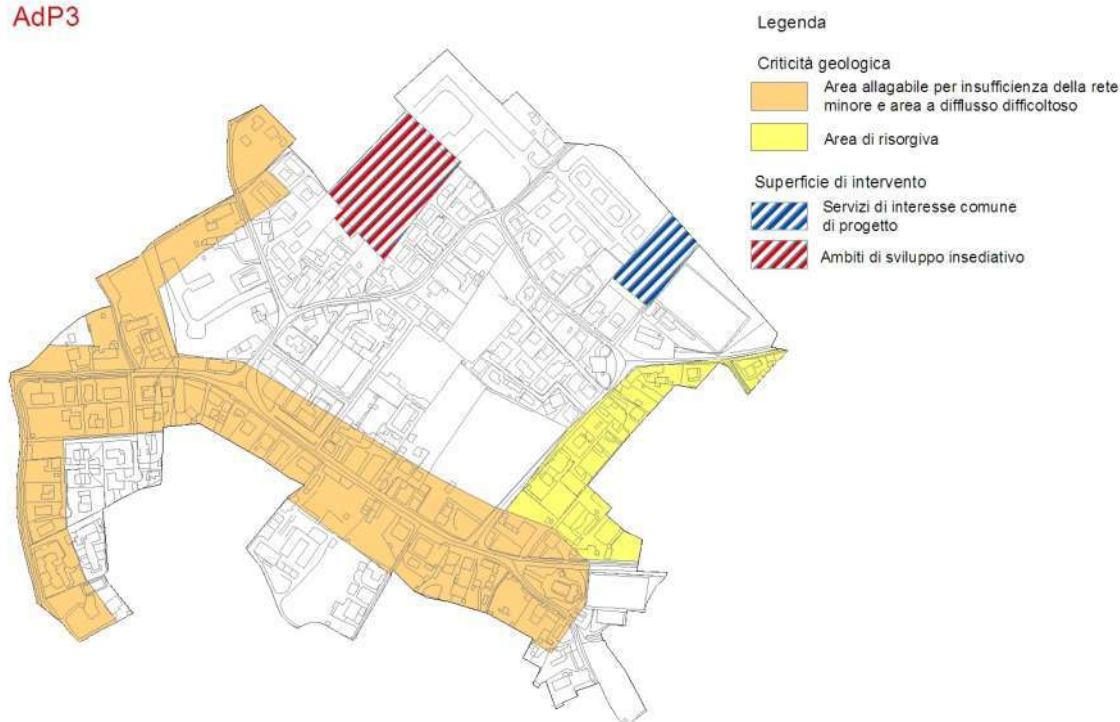 AdP3
Legenda
Criticità geologica
Area allagabile per insufficienza della rete
minore e area a difflusso difficoltoso
Area di risorgiva
Superficie di intervento
Servizi di interesse comune
di progetto
Ambiti di sviluppo insediativo